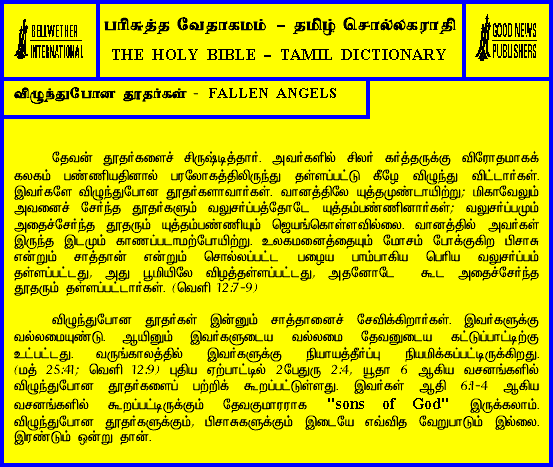 BELLWETHER
INTERNATIONAL
பரிசுத்த வேதாகமம் – தமிழ் சொல்லகராதி
THE HOLY BIBLE – TAMIL DICTIONARY
GOOD NEWS
PUBLISHERS
விழுந்துபோன தூதர்கள் - FALLEN ANGELS
தேவன் தூதர்களைச் சிருஷ்டித்தார். அவர்களில் சிலர் கர்த்தருக்கு விரோதமாகக்
கலகம் பண்ணியதினால் பரலோகத்திலிருந்து தள்ளப்பட்டு கீழே விழுந்து விட்டார்கள்.
இவர்களே விழுந்துபோன தூதர்களாவார்கள். வானத்திலே யுத்தமுண்டாயிற்று; மிகாவேலும்
அவனைச் சேர்ந்த தூதர்களும் வலுசர்ப்பத்தோடே யுத்தம்பண்ணினார்கள்; வலுசர்ப்பமும்
அதைச்சேர்ந்த தூதரும் யுத்தம்பண்ணியும் ஜெயங்கொள்ளவில்லை. வானத்தில் அவர்கள்
இருந்த இடமும் காணப்படாமற்போயிற்று. உலகமனைத்தையும் மோசம் போக்குகிற பிசாசு
என்றும் சாத்தான் என்றும் சொல்லப்பட்ட பழைய பாம்பாகிய பெரிய வலுசர்ப்பம்
தள்ளப்பட்டது, அது பூமியிலே விழத்தள்ளப்பட்டது, அதனோடே கூட அதைச்சேர்ந்த
தூதரும் தள்ளப்பட்டார்கள். (வெளி 12:7-9)
விழுந்துபோன தூதர்கள் இன்னும் சாத்தானைச் சேவிக்கிறார்கள். இவர்களுக்கு
வல்லமையுண்டு. ஆயினும் இவர்களுடைய வல்லமை தேவனுடைய கட்டுப்பாட்டிற்கு
உட்பட்டது. வருங்காலத்தில் இவர்களுக்கு நியாயத்தீர்ப்பு நியமிக்கப்பட்டிருக்கிறது.
(மத் 25:41; வெளி 12:9) புதிய ஏற்பாட்டில் 2பேதுரு 2:4, யூதா 6 ஆகிய வசனங்களில்
விழுந்துபோன தூதர்களைப் பற்றிக் கூறப்பட்டுள்ளது. இவர்கள் ஆதி 6:1-4 ஆகிய
வசனங்களில் கூறப்பட்டிருக்கும் தேவகுமாரராக "sons of God" இருக்கலாம்.
விழுந்துபோன தூதர்களுக்கும், பிசாசுகளுக்கும் இடையே எவ்வித வேறுபாடும் இல்லை.
இரண்டும் ஒன்று தான்.